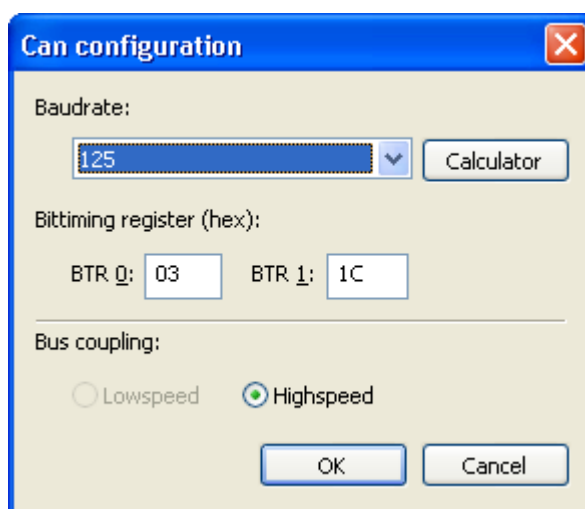 Can configuration
Baudrate:
125
Calculator
Bittiming register (hex):
BTR 0: 03 BTR 1: 1C
Bus coupling:
Lowspeed Highspeed
OK Cancel